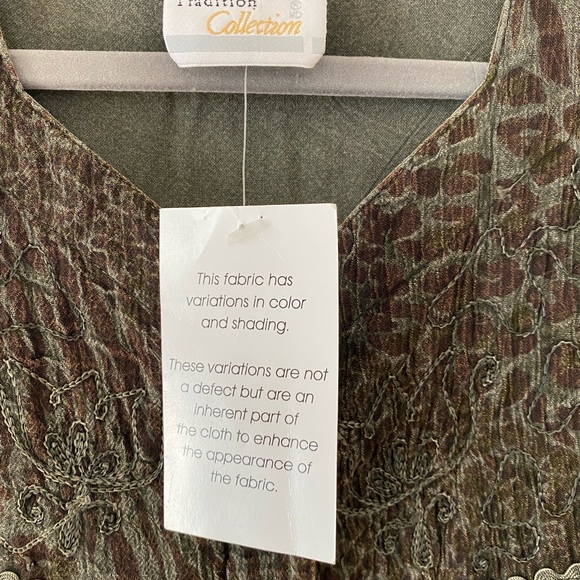 Tradition
Collection
This fabric has
variations in color
and shading.
These variations are not
a defect but are an
inherent part of
the cloth to enhance
the appearance of
the fabric.